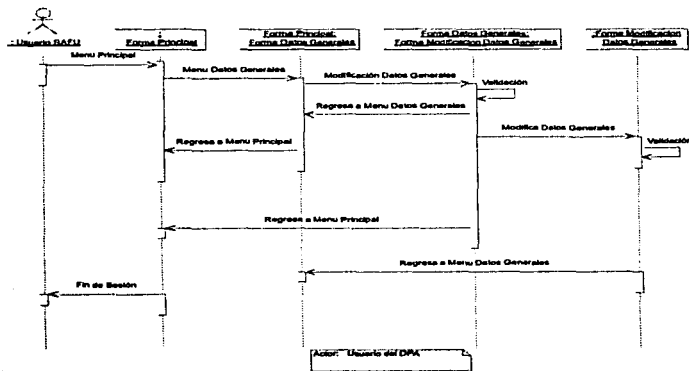 : Usuario SAFU
: Forma Principal
Forma Principal:
Forma Datos Generales
Forma Datos Generales:
Forma Modificacion Datos Generales
:Forma Modificacion
Datos Generales
Menu Principal
Menu Datos Generales
Modificación Datos Generales
Validación
Regresa a Menu Datos Generales
Modifica Datos Generales
Regresa a Menu Principal
Validación
Regresa a Menu Principal
Regresa a Menu Datos Generales
Fin de Sesión
Actor: Usuario del DPA